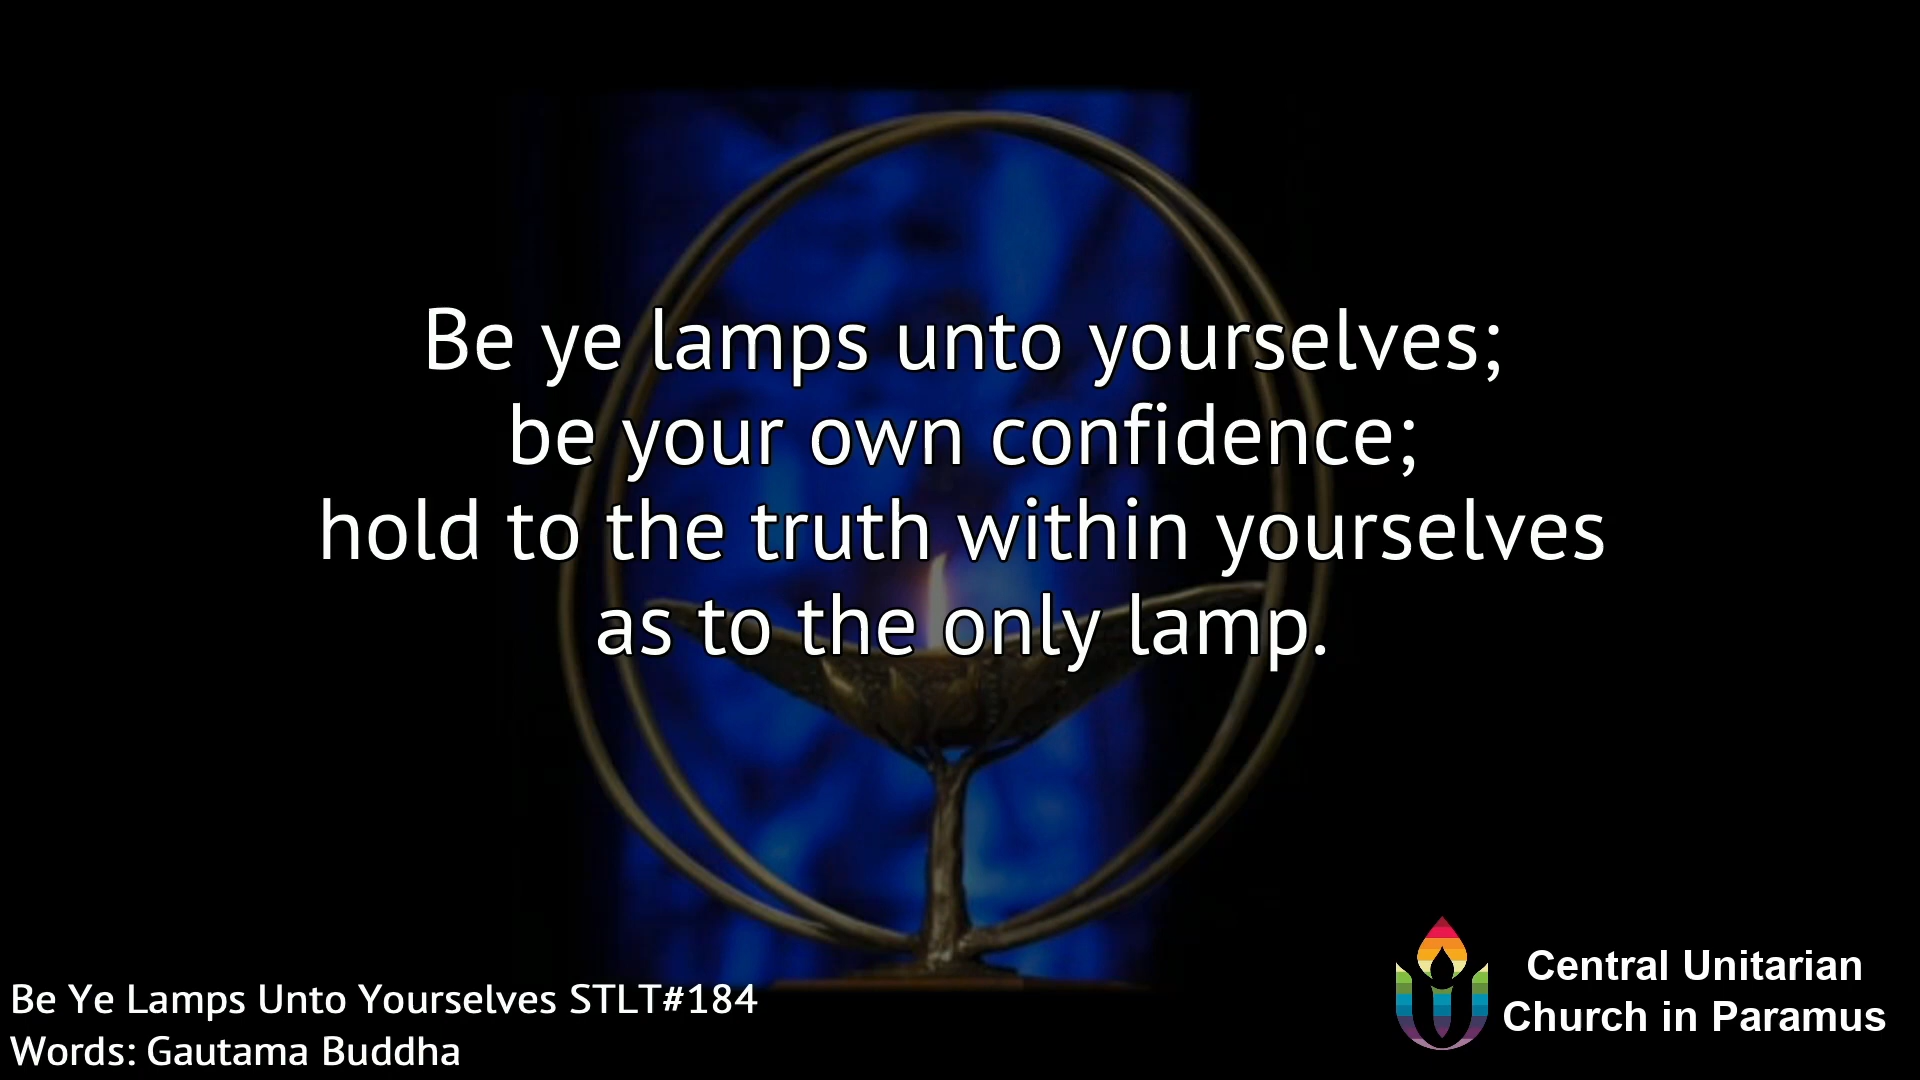 Be ye lamps unto yourselves;
be your own confidence;
hold to the truth within yourselves
as to the only lamp.
Be Ye Lamps Unto Yourselves STLT#184
Words: Gautama Buddha
Central Unitarian
Church in Paramus